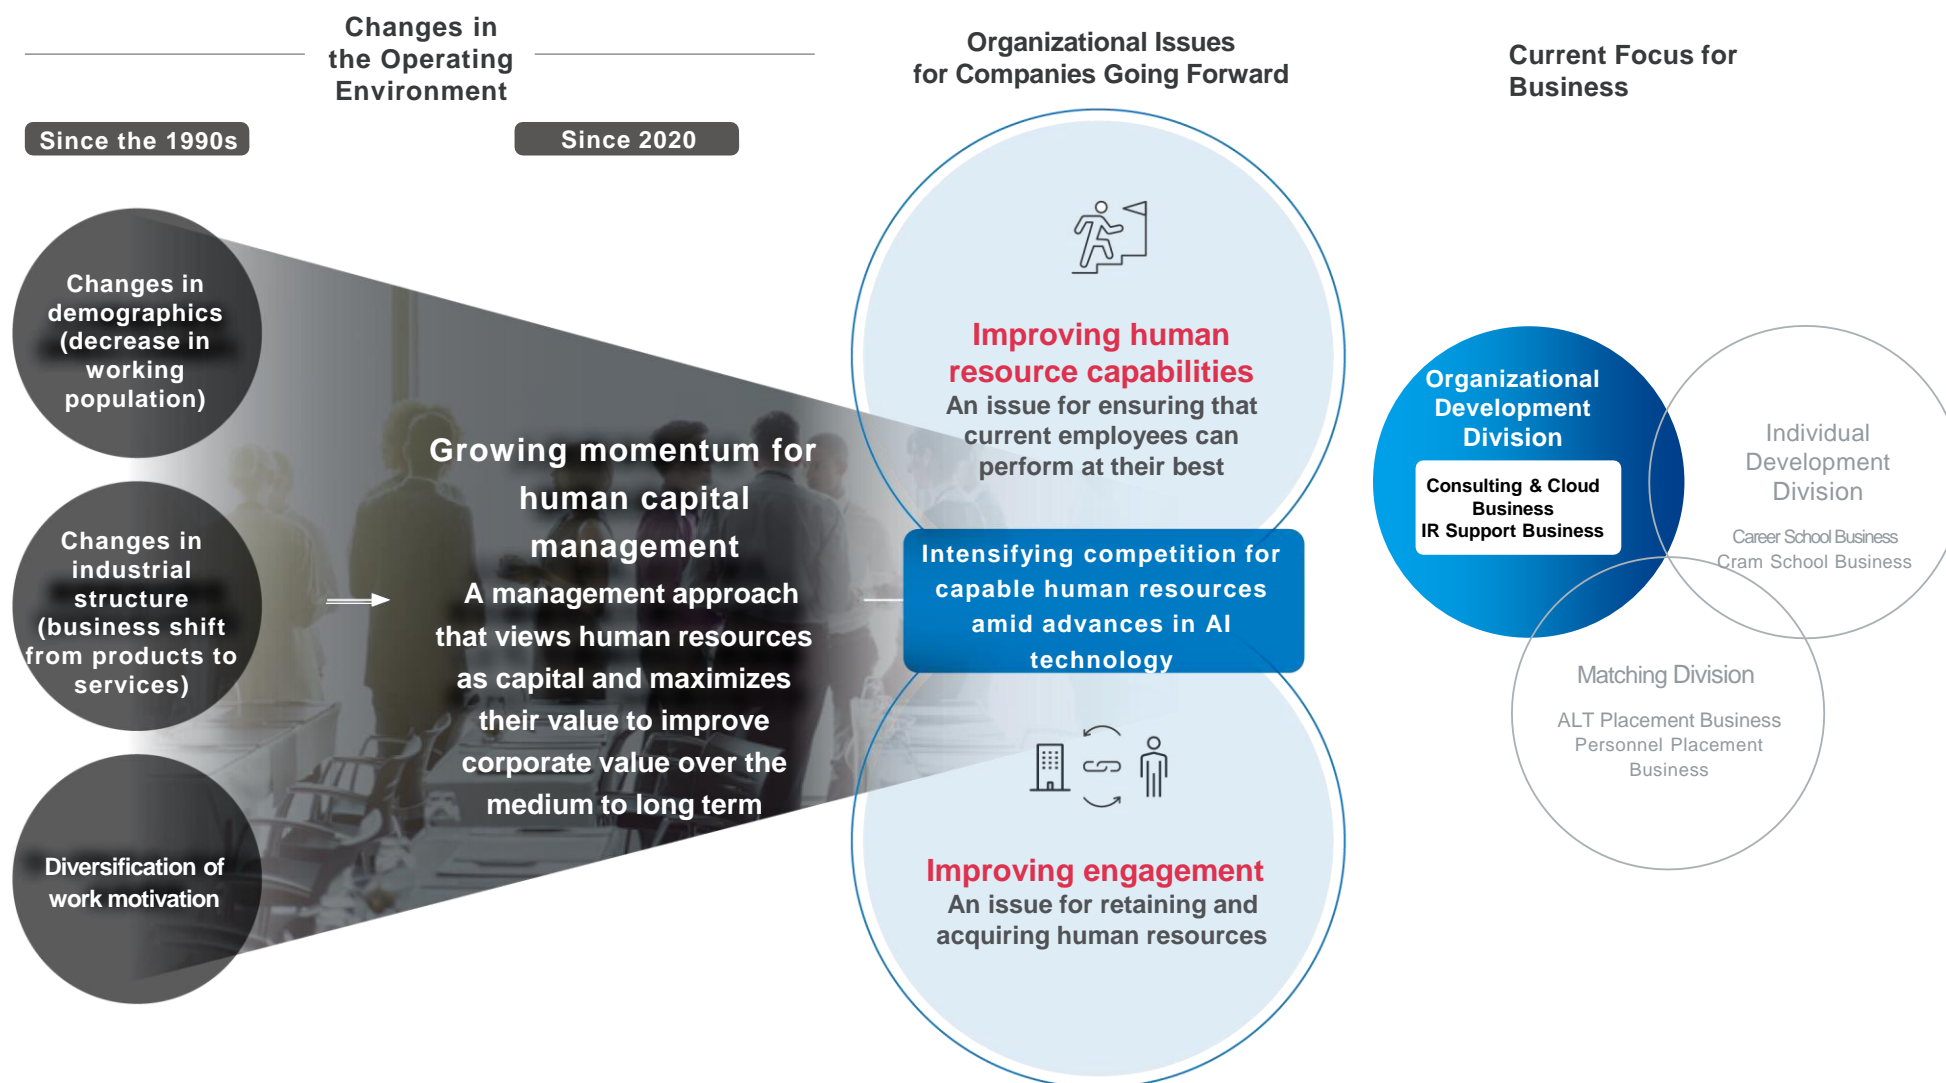 Changes in
the Operating
Environment
Since the 1990s
Since 2020
Changes in
demographics
(decrease in
working
population)
Changes in
industrial
structure
(business shift
from products to
services)
Diversification of
work motivation
Growing momentum for
human capital
management
A management approach
that views human resources
as capital and maximizes
their value to improve
corporate value over the
medium to long term
Organizational Issues
for Companies Going Forward
Improving human
resource capabilities
An issue for ensuring that
current employees can
perform at their best
Intensifying competition for
capable human resources
amid advances in AI
technology
Improving engagement
An issue for retaining and
acquiring human resources
Current Focus for
Business
Organizational
Development
Division
Consulting & Cloud
Business
IR Support Business
Individual
Development
Division
Career School Business
Cram School Business
Matching Division
ALT Placement Business
Personnel Placement
Business